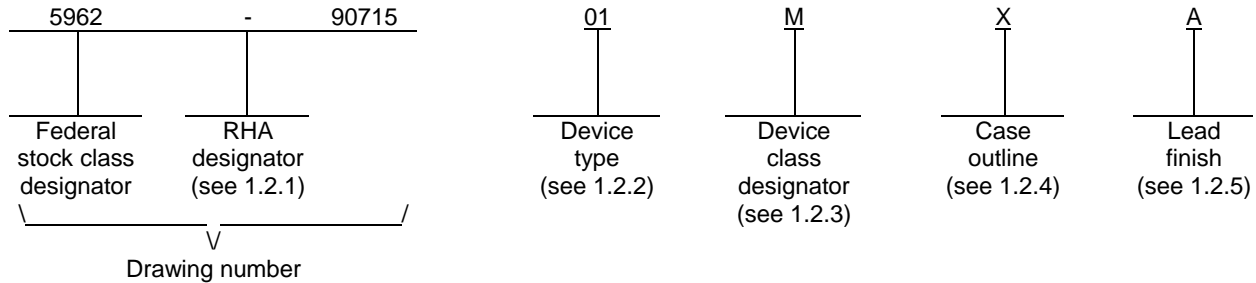 5962 - 90715 01 M X A
Federal stock class designator
RHA designator (see 1.2.1)
Device type (see 1.2.2)
Device class designator (see 1.2.3)
Case outline (see 1.2.4)
Lead finish (see 1.2.5)
\ /
\/
Drawing number